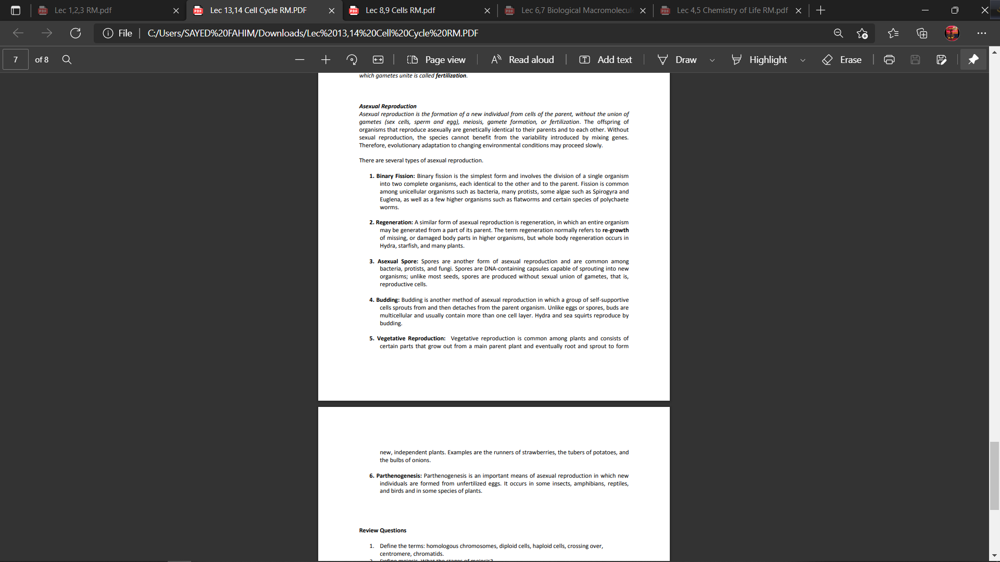 Lec 1,2,3 RM.pdf
Lec 13,14 Cell Cycle RM.PDF
Lec 8,9 Cells RM.pdf
Lec 6,7 Biological Macromolecul
Lec 4,5 Chemistry of Life RM.pdf
File
C:/Users/SAYED%20FAHIM/Downloads/Lec%2013,14%20Cell%20Cycle%20RM.PDF
7 of 8
Page view
Read aloud
Add text
Draw
Highlight
Erase
which gametes unite is called fertilization.
Asexual Reproduction
Asexual reproduction is the formation of a new individual from cells of the parent, without the union of
gametes (sex cells, sperm and egg), meiosis, gamete formation, or fertilization. The offspring of
organisms that reproduce asexually are genetically identical to their parents and to each other. Without
sexual reproduction, the species cannot benefit from the variability introduced by mixing genes.
Therefore, evolutionary adaptation to changing environmental conditions may proceed slowly.
There are several types of asexual reproduction.
1. Binary Fission: Binary fission is the simplest form and involves the division of a single organism
into two complete organisms, each identical to the other and to the parent. Fission is common
among unicellular organisms such as bacteria, many protists, some algae such as Spirogyra and
Euglena, as well as a few higher organisms such as flatworms and certain species of polychaete
worms.
2. Regeneration: A similar form of asexual reproduction is regeneration, in which an entire organism
may be generated from a part of its parent. The term regeneration normally refers to re-growth
of missing, or damaged body parts in higher organisms, but whole body regeneration occurs in
Hydra, starfish, and many plants.
3. Asexual Spore: Spores are another form of asexual reproduction and are common among
bacteria, protists, and fungi. Spores are DNA-containing capsules capable of sprouting into new
organisms; unlike most seeds, spores are produced without sexual union of gametes, that is,
reproductive cells.
4. Budding: Budding is another method of asexual reproduction in which a group of self-supportive
cells sprouts from and then detaches from the parent organism. Unlike eggs or spores, buds are
multicellular and usually contain more than one cell layer. Hydra and sea squirts reproduce by
budding.
5. Vegetative Reproduction: Vegetative reproduction is common among plants and consists of
certain parts that grow out from a main parent plant and eventually root and sprout to form
new, independent plants. Examples are the runners of strawberries, the tubers of potatoes, and
the bulbs of onions.
6. Parthenogenesis: Parthenogenesis is an important means of asexual reproduction in which new
individuals are formed from unfertilized eggs. It occurs in some insects, amphibians, reptiles,
and birds and in some species of plants.
Review Questions
1. Define the terms: homologous chromosomes, diploid cells, haploid cells, crossing over,
centromere, chromatids.
2. Define meiosis. What the stages of meiosis?